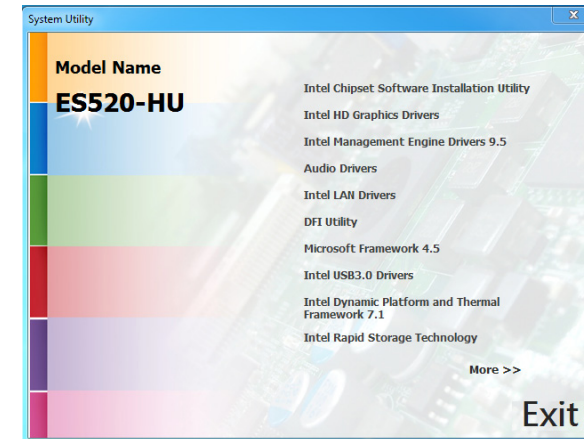 System Utility
x
Model Name
ES520-HU
Intel Chipset Software Installation Utility
Intel HD Graphics Drivers
Intel Management Engine Drivers 9.5
Audio Drivers
Intel LAN Drivers
DFI Utility
Microsoft Framework 4.5
Intel USB3.0 Drivers
Intel Dynamic Platform and Thermal
Framework 7.1
Intel Rapid Storage Technology
More >>
Exit